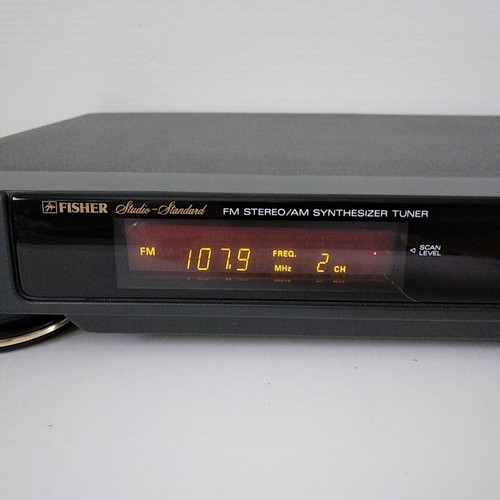 FISHER Studio-Standard FM STEREO/AM SYNTHESIZER TUNER
FM 107.9 FREQ. MHz 2 CH
SCAN
LEVEL